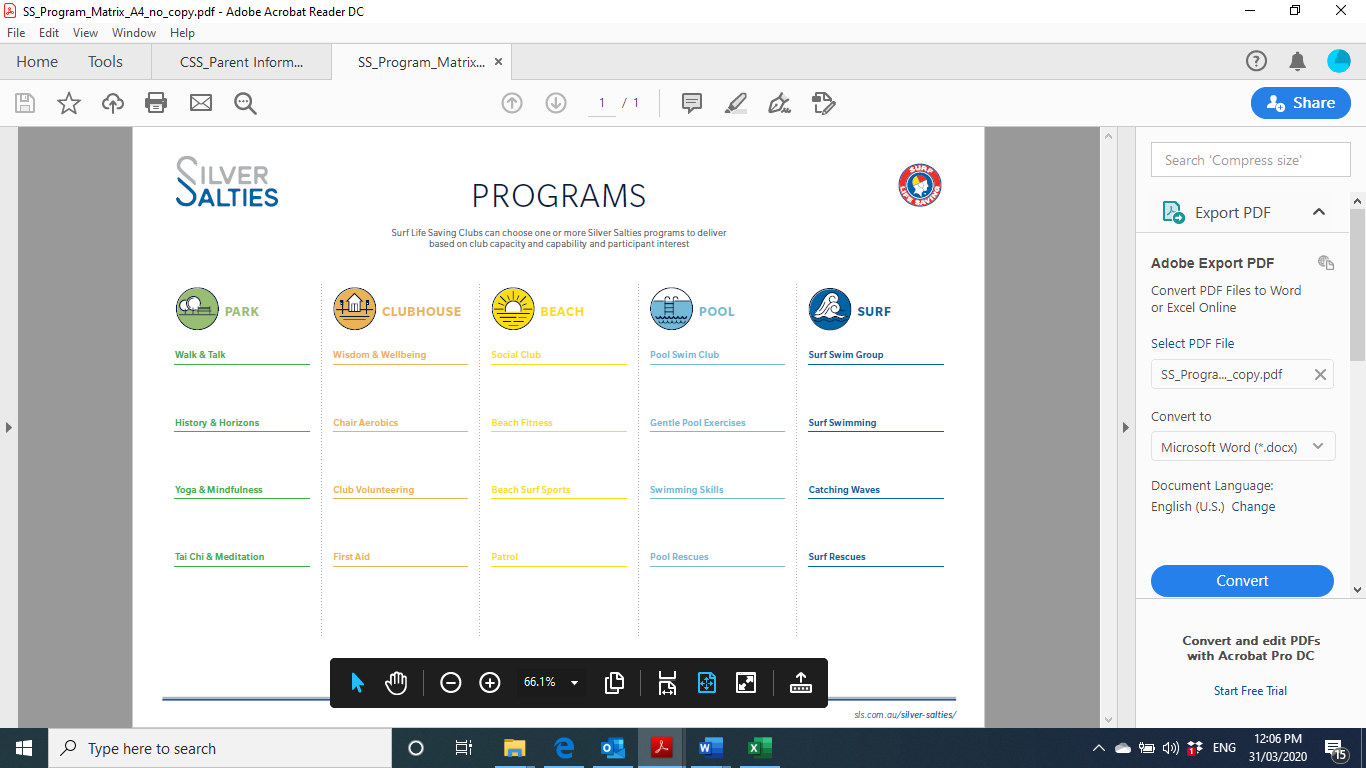 SS_Program_Matrix_A4_no_copy.pdf - Adobe Acrobat Reader DC
File Edit View Window Help
Home Tools CSS_Parent Inform... SS_Program_Matrix... ×
1 / 1
Share
SILVER
SALTIES
PROGRAMS
SURF
LIFE SAVING
Surf Life Saving Clubs can choose one or more Silver Salties programs to deliver
based on club capacity and capability and participant interest
PARK
Walk & Talk
History & Horizons
Yoga & Mindfulness
Tai Chi & Meditation
CLUBHOUSE
Wisdom & Wellbeing
Chair Aerobics
Club Volunteering
First Aid
BEACH
Social Club
Beach Fitness
Beach Surf Sports
Patrol
POOL
Pool Swim Club
Gentle Pool Exercises
Swimming Skills
Pool Rescues
SURF
Surf Swim Group
Surf Swimming
Catching Waves
Surf Rescues
66.1%
sls.com.au/silver-salties/
Search 'Compress size'
Export PDF
Adobe Export PDF
Convert PDF Files to Word
or Excel Online
Select PDF File
SS_Progra..._copy.pdf
Convert to
Microsoft Word (*.docx)
Document Language:
English (U.S.) Change
Convert
Convert and edit PDFs
with Acrobat Pro DC
Start Free Trial
Type here to search
ENG
12:06 PM
31/03/2020
15